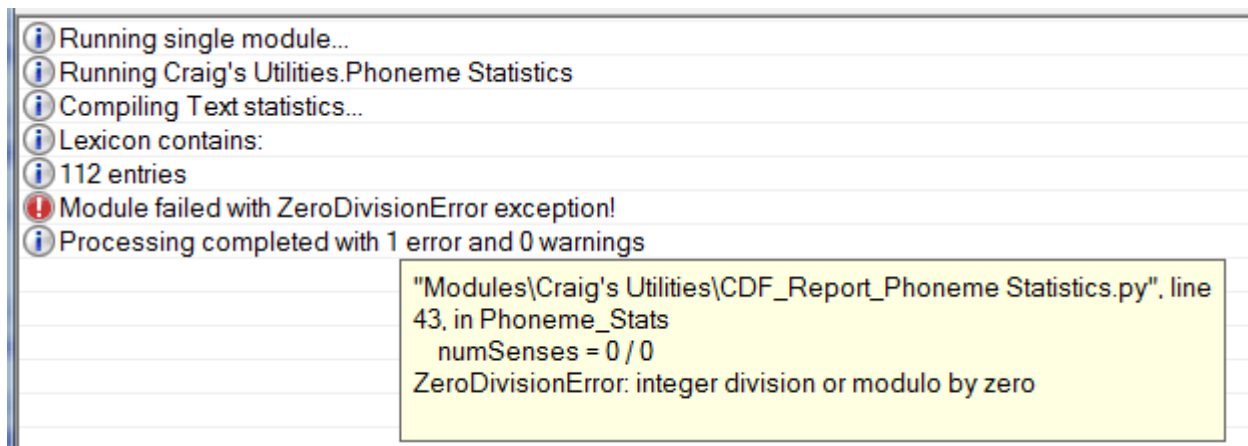 Running single module...
Running Craig's Utilities.Phoneme Statistics
Compiling Text statistics...
Lexicon contains:
112 entries
Module failed with ZeroDivisionError exception!
Processing completed with 1 error and 0 warnings
"Modules\Craig's Utilities\CDF_Report_Phoneme Statistics.py", line
43, in Phoneme_Stats
numSenses = 0 / 0
ZeroDivisionError: integer division or modulo by zero